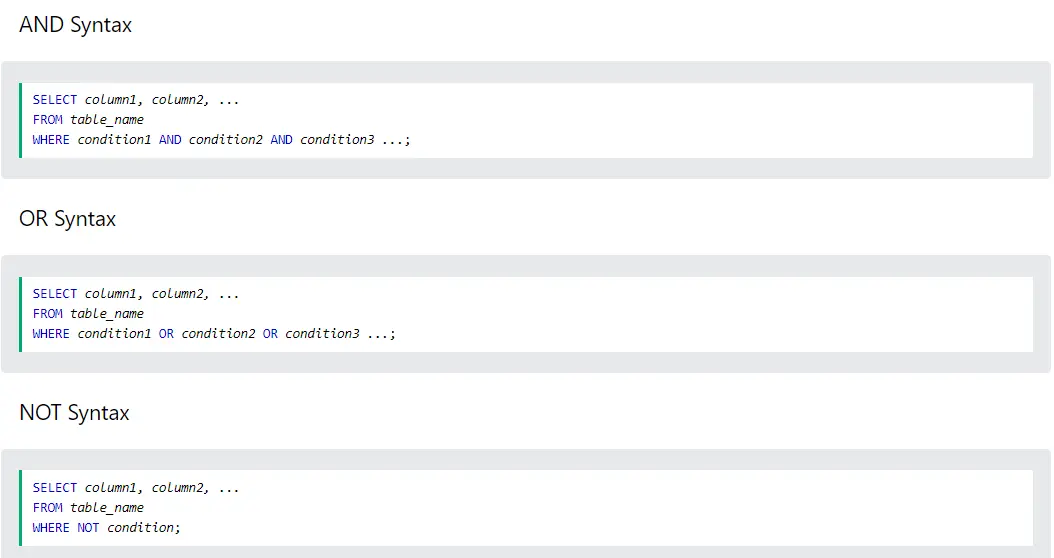 AND Syntax
SELECT column1, column2, ...
FROM table_name
WHERE condition1 AND condition2 AND condition3 ...;
OR Syntax
SELECT column1, column2, ...
FROM table_name
WHERE condition1 OR condition2 OR condition3 ...;
NOT Syntax
SELECT column1, column2, ...
FROM table_name
WHERE NOT condition;